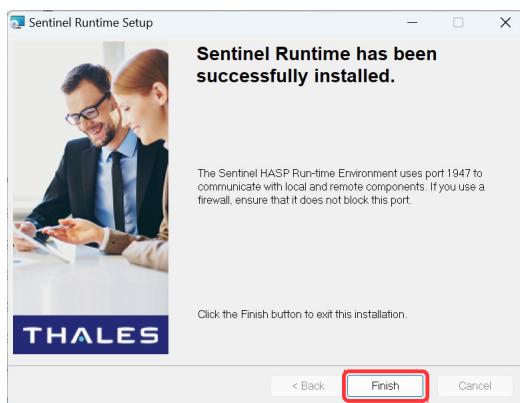 Sentinel Runtime Setup
Sentinel Runtime has been
successfully installed.
The Sentinel HASP Run-time Environment uses port 1947 to
communicate with local and remote components. If you use a
firewall, ensure that it does not block this port.
Click the Finish button to exit this installation.
THALES
< Back
Finish
Cancel